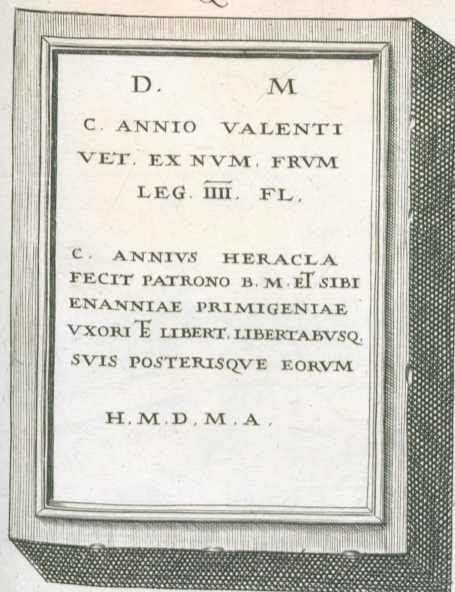 D. M
C. ANNIO VALENTI
VET. EX NVM. FRVM
LEG. IIII. FL.
C. ANNIVS HERACLA
FECIT PATRONO B. M. ET SIBI
ENANNIAE PRIMIGENIAE
VXORI TE LIBERT. LIBERTABVSQ.
SVIS POSTERISQVE EORVM
H. M. D. M. A.